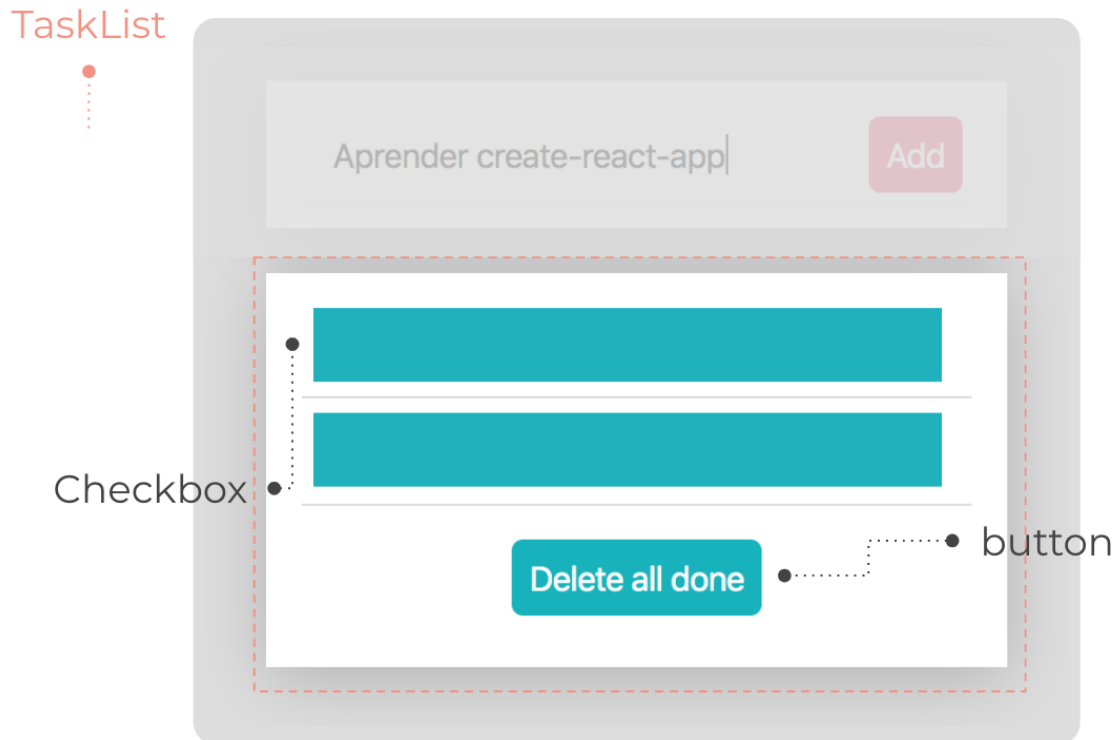 TaskList
Aprender create-react-app
Add
Checkbox
button
Delete all done